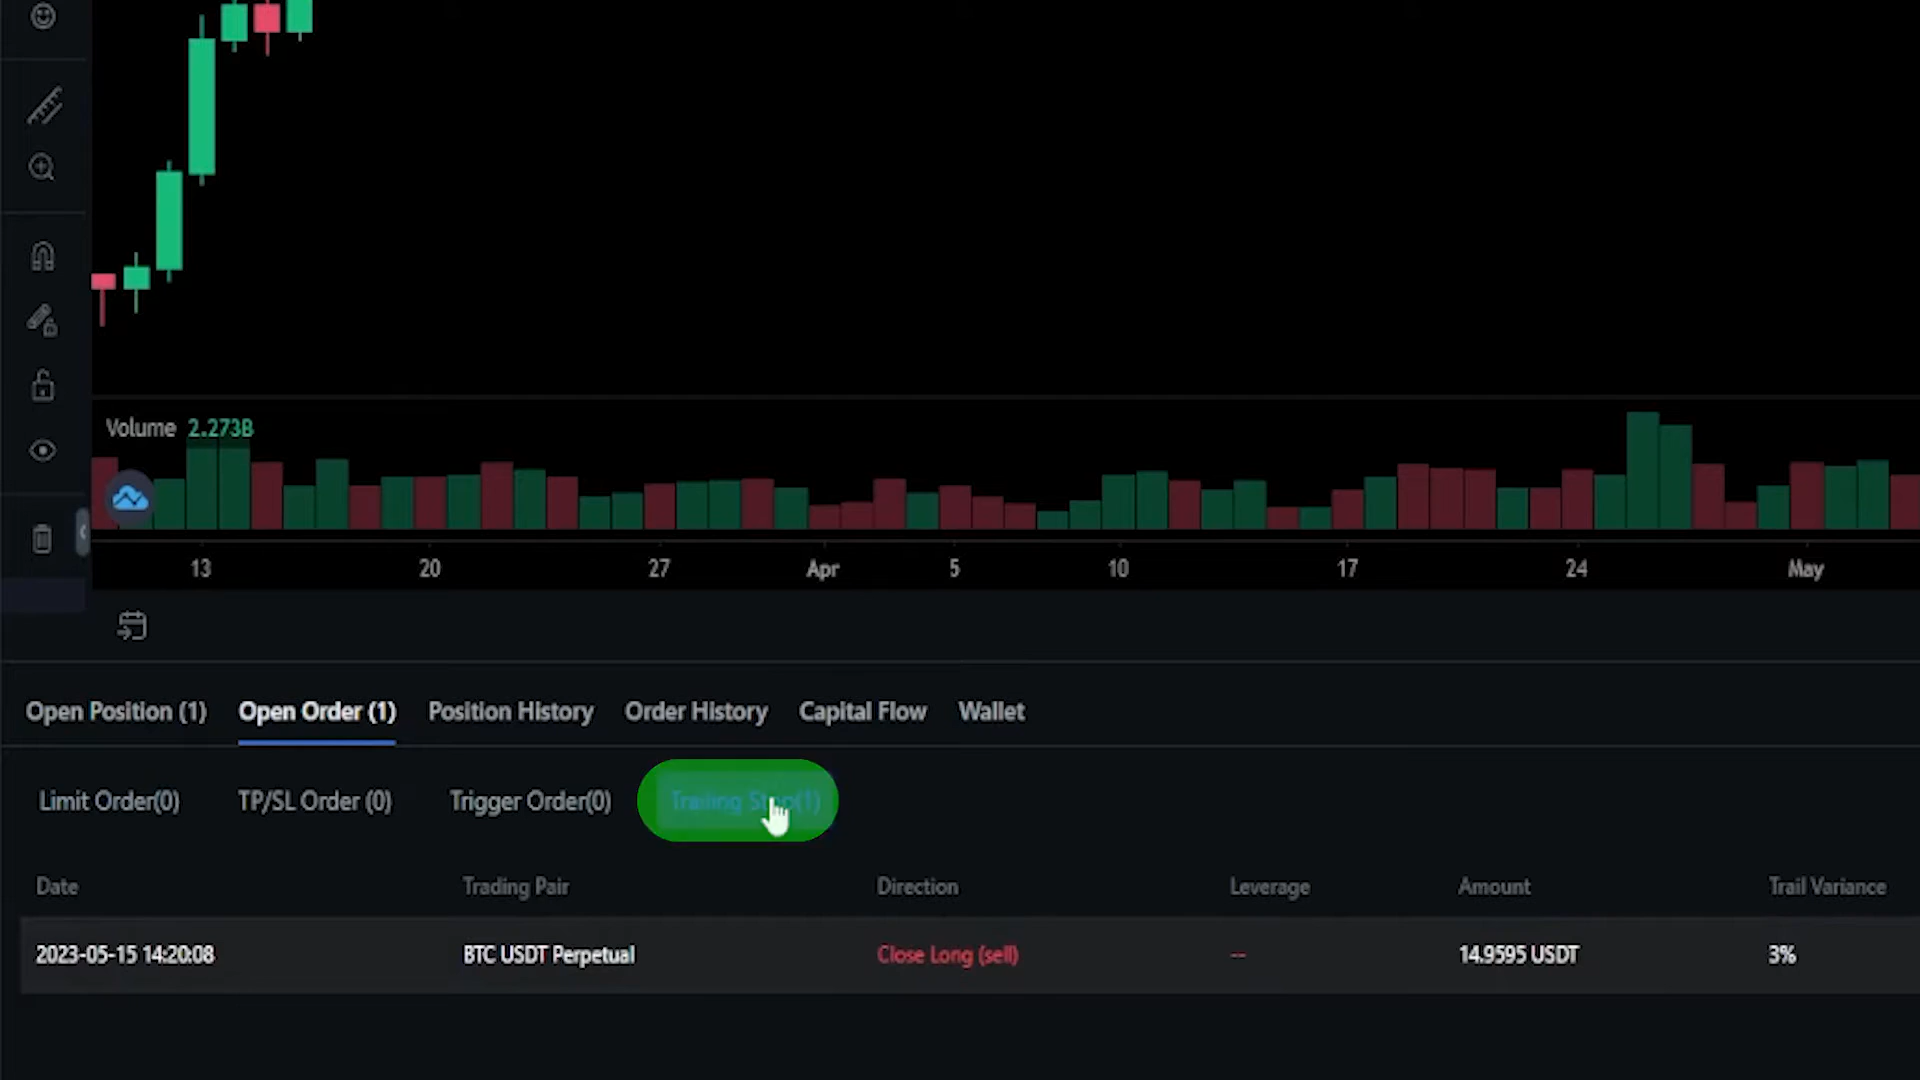 Volume 2.273B
13 20 27 Apr 5 10 17 24 May
Open Position (1) Open Order (1) Position History Order History Capital Flow Wallet
Limit Order(0) TP/SL Order (0) Trigger Order(0) Trailing Stop(1)
Date Trading Pair Direction Leverage Amount Trail Variance
2023-05-15 14:20:08 BTC USDT Perpetual Close Long (sell) -- 14.9595 USDT 3%